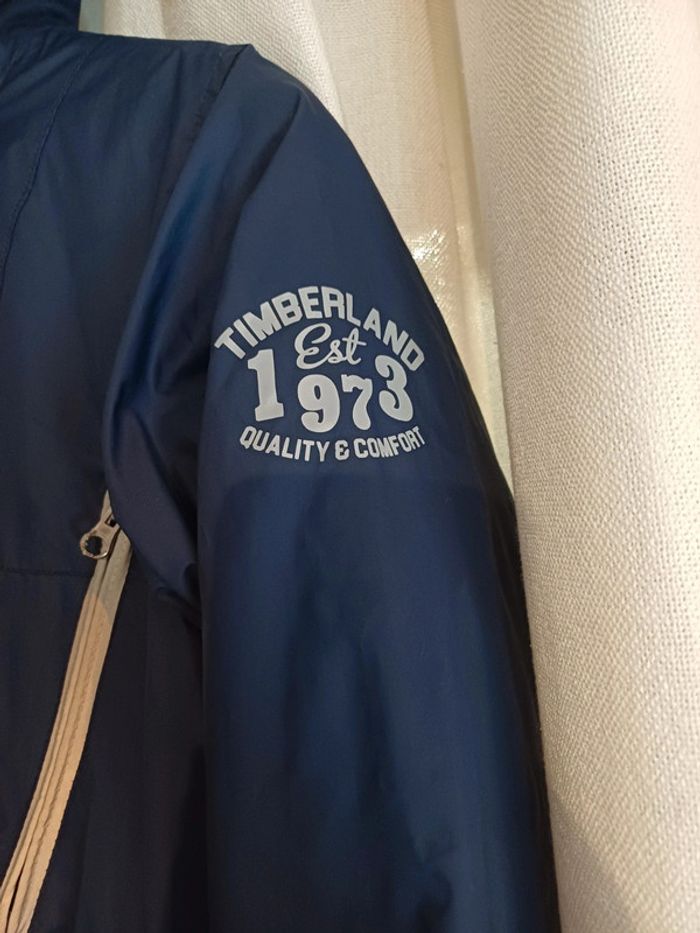 TIMBERLAND
Est
1973
QUALITY & COMFORT